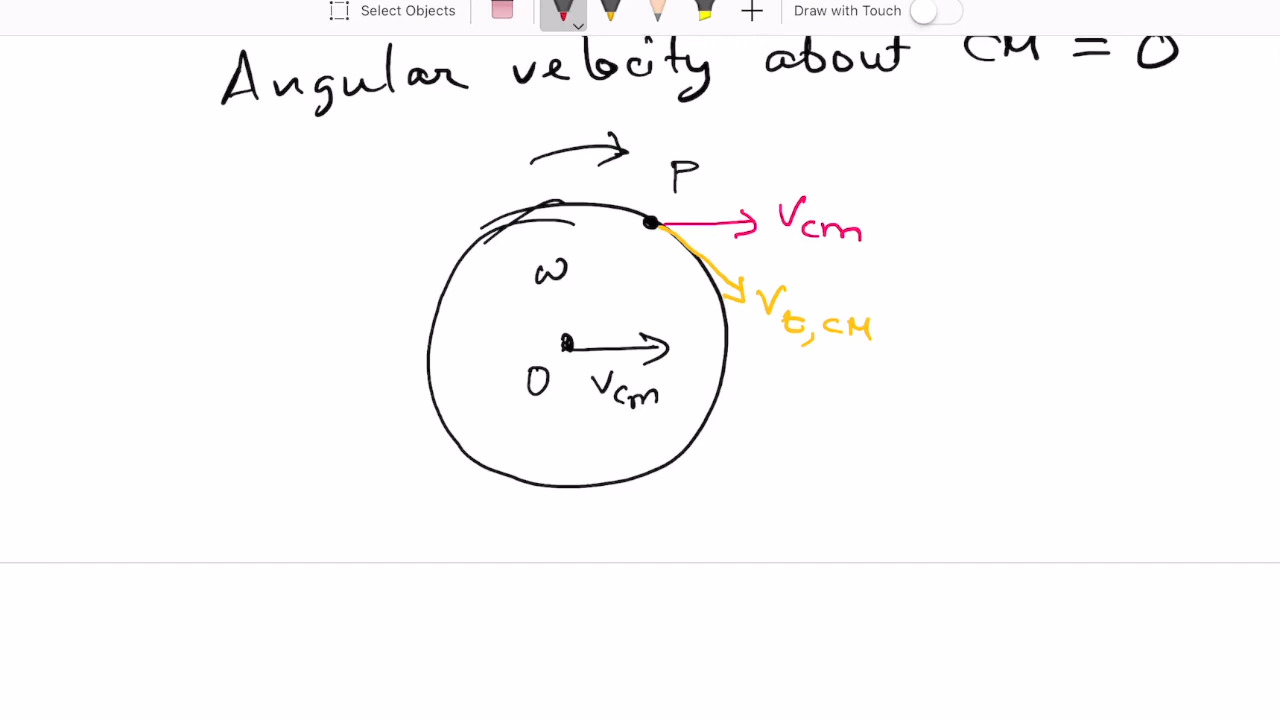 Select Objects
Draw with Touch
Angular velocity about CM = 0
P
Vcm
ω
Vt,CM
O
Vcm